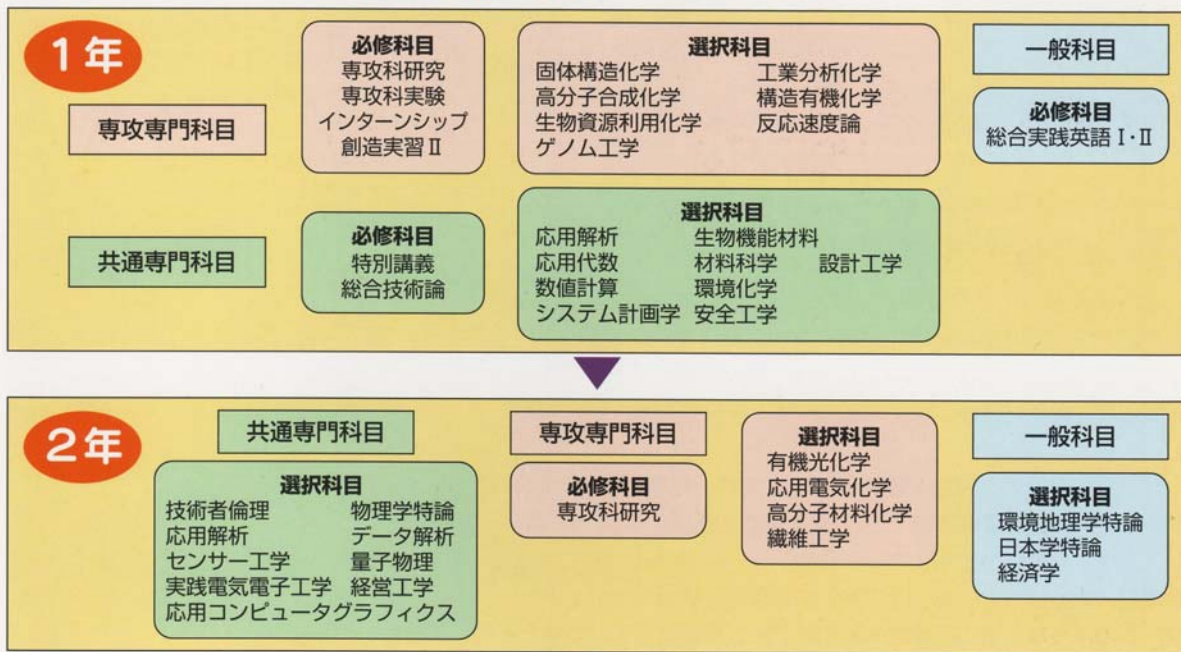 1年
専攻専門科目
必修科目
専攻科研究
専攻科実験
インターンシップ
創造実習Ⅱ
選択科目
固体構造化学 工業分析化学
高分子合成化学 構造有機化学
生物資源利用化学 反応速度論
ゲノム工学
一般科目
必修科目
総合実践英語Ⅰ・Ⅱ
共通専門科目
必修科目
特別講義
総合技術論
選択科目
応用解析 生物機能材料
応用代数 材料科学 設計工学
数値計算 環境化学
システム計画学 安全工学
2年
共通専門科目
選択科目
技術者倫理 物理学特論
応用解析 データ解析
センサー工学 量子物理
実践電気電子工学 経営工学
応用コンピュータグラフィクス
専攻専門科目
必修科目
専攻科研究
選択科目
有機光化学
応用電気化学
高分子材料化学
繊維工学
一般科目
選択科目
環境地理学特論
日本学特論
経済学